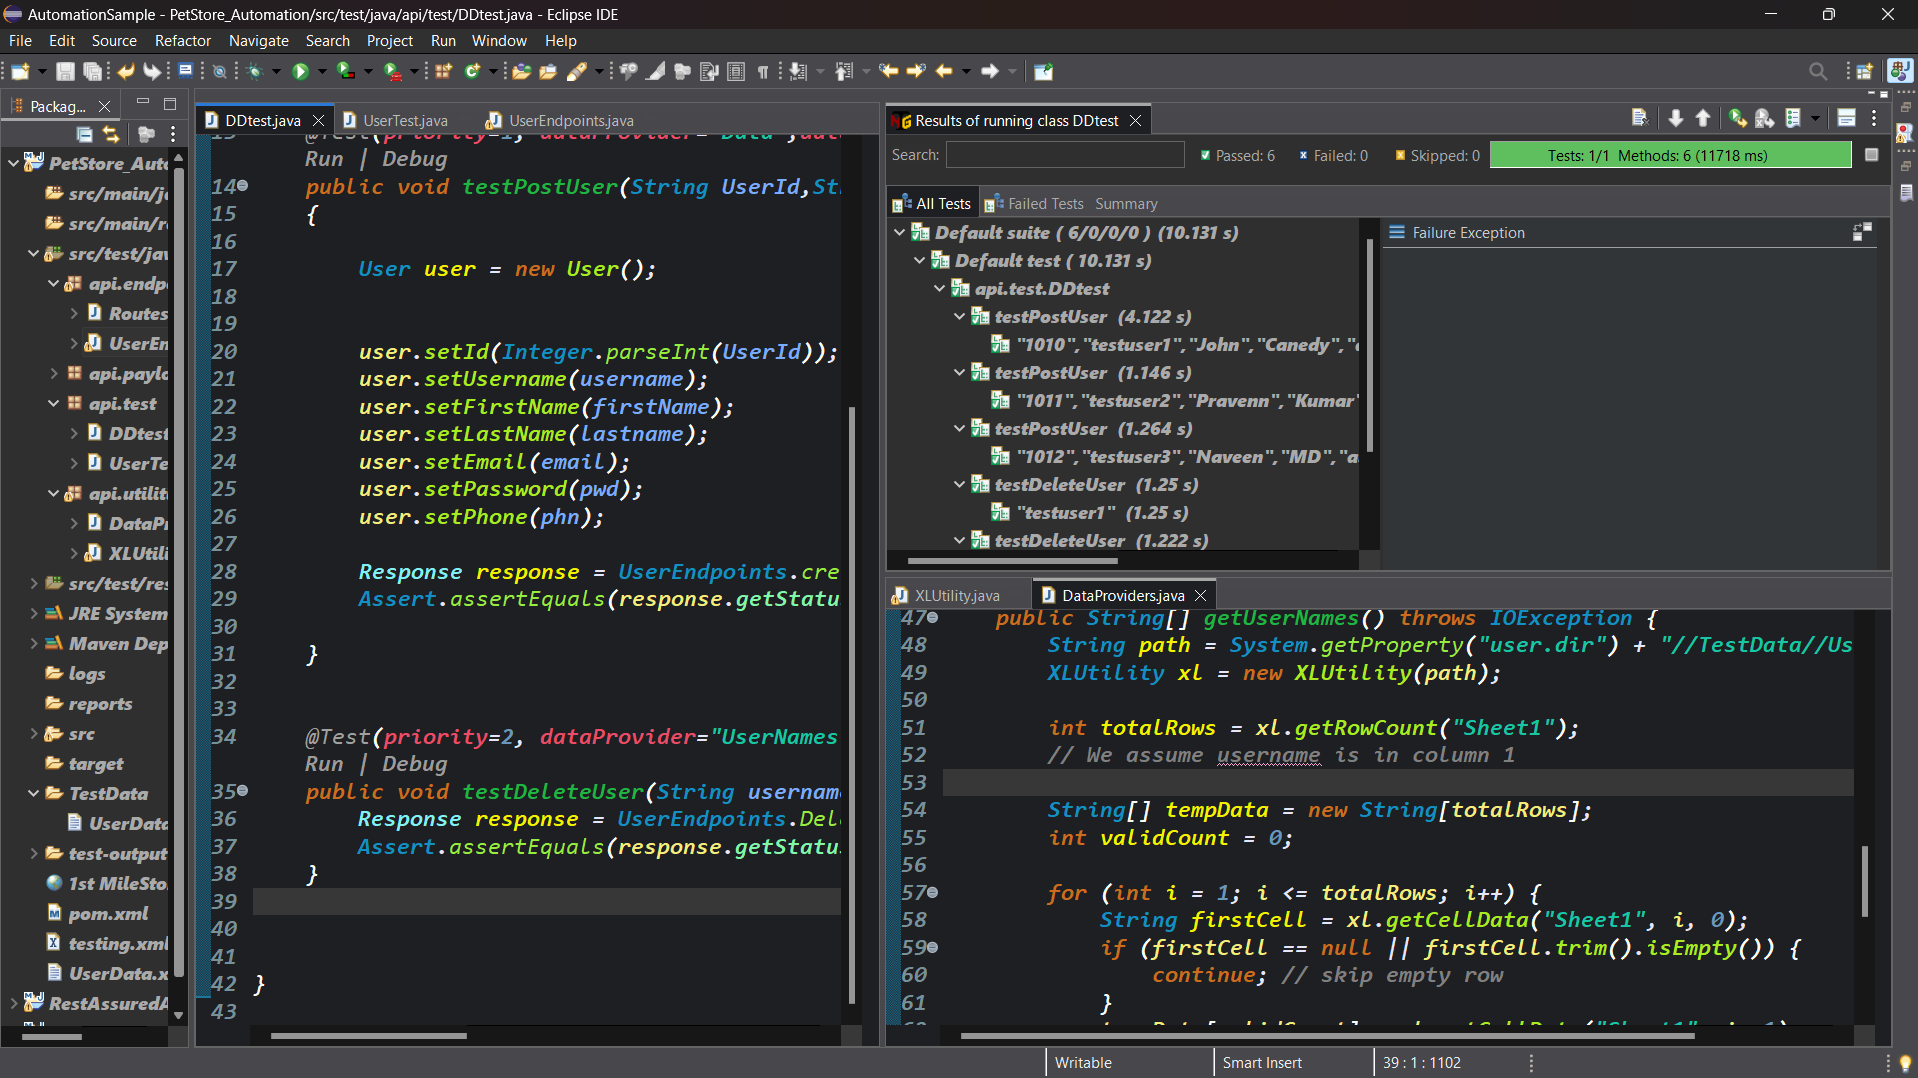 AutomationSample - PetStore_Automation/src/test/java/api/test/DDtest.java - Eclipse IDE
File Edit Source Refactor Navigate Search Project Run Window Help
Packag...
PetStore_Auto
src/main/ja
src/main/re
src/test/jav
api.endp
Routes
UserEn
api.paylo
api.test
DDtest
UserTe
api.utilit
DataPr
XLUtili
src/test/res
JRE System
Maven Dep
logs
reports
src
target
TestData
UserData
test-output
1st MileSto
pom.xml
testing.xml
UserData.x
RestAssuredA
DDtest.java UserTest.java UserEndpoints.java
Run | Debug
14 public void testPostUser(String UserId,St
15 {
16
17 User user = new User();
18
19
20 user.setId(Integer.parseInt(UserId));
21 user.setUsername(username);
22 user.setFirstName(firstName);
23 user.setLastName(lastname);
24 user.setEmail(email);
25 user.setPassword(pwd);
26 user.setPhone(phn);
27
28 Response response = UserEndpoints.cre
29 Assert.assertEquals(response.getStatu
30
31 }
32
33
34 @Test(priority=2, dataProvider="UserNames
Run | Debug
35 public void testDeleteUser(String usernam
36 Response response = UserEndpoints.Del
37 Assert.assertEquals(response.getStatu
38 }
39
40
41
42 }
43
Results of running class DDtest
Search: Passed: 6 Failed: 0 Skipped: 0 Tests: 1/1 Methods: 6 (11718 ms)
All Tests Failed Tests Summary
Default suite ( 6/0/0/0 ) (10.131 s)
Default test ( 10.131 s)
api.test.DDtest
testPostUser (4.122 s)
"1010","testuser1","John","Canedy","
testPostUser (1.146 s)
"1011","testuser2","Pravenn","Kumar"
testPostUser (1.264 s)
"1012","testuser3","Naveen","MD","a
testDeleteUser (1.25 s)
"testuser1" (1.25 s)
testDeleteUser (1.222 s)
Failure Exception
XLUtility.java DataProviders.java
47 public String[] getUserNames() throws IOException {
48 String path = System.getProperty("user.dir") + "//TestData//Us
49 XLUtility xl = new XLUtility(path);
50
51 int totalRows = xl.getRowCount("Sheet1");
52 // We assume username is in column 1
53
54 String[] tempData = new String[totalRows];
55 int validCount = 0;
56
57 for (int i = 1; i <= totalRows; i++) {
58 String firstCell = xl.getCellData("Sheet1", i, 0);
59 if (firstCell == null || firstCell.trim().isEmpty()) {
60 continue; // skip empty row
61 }
Writable Smart Insert 39 : 1 : 1102